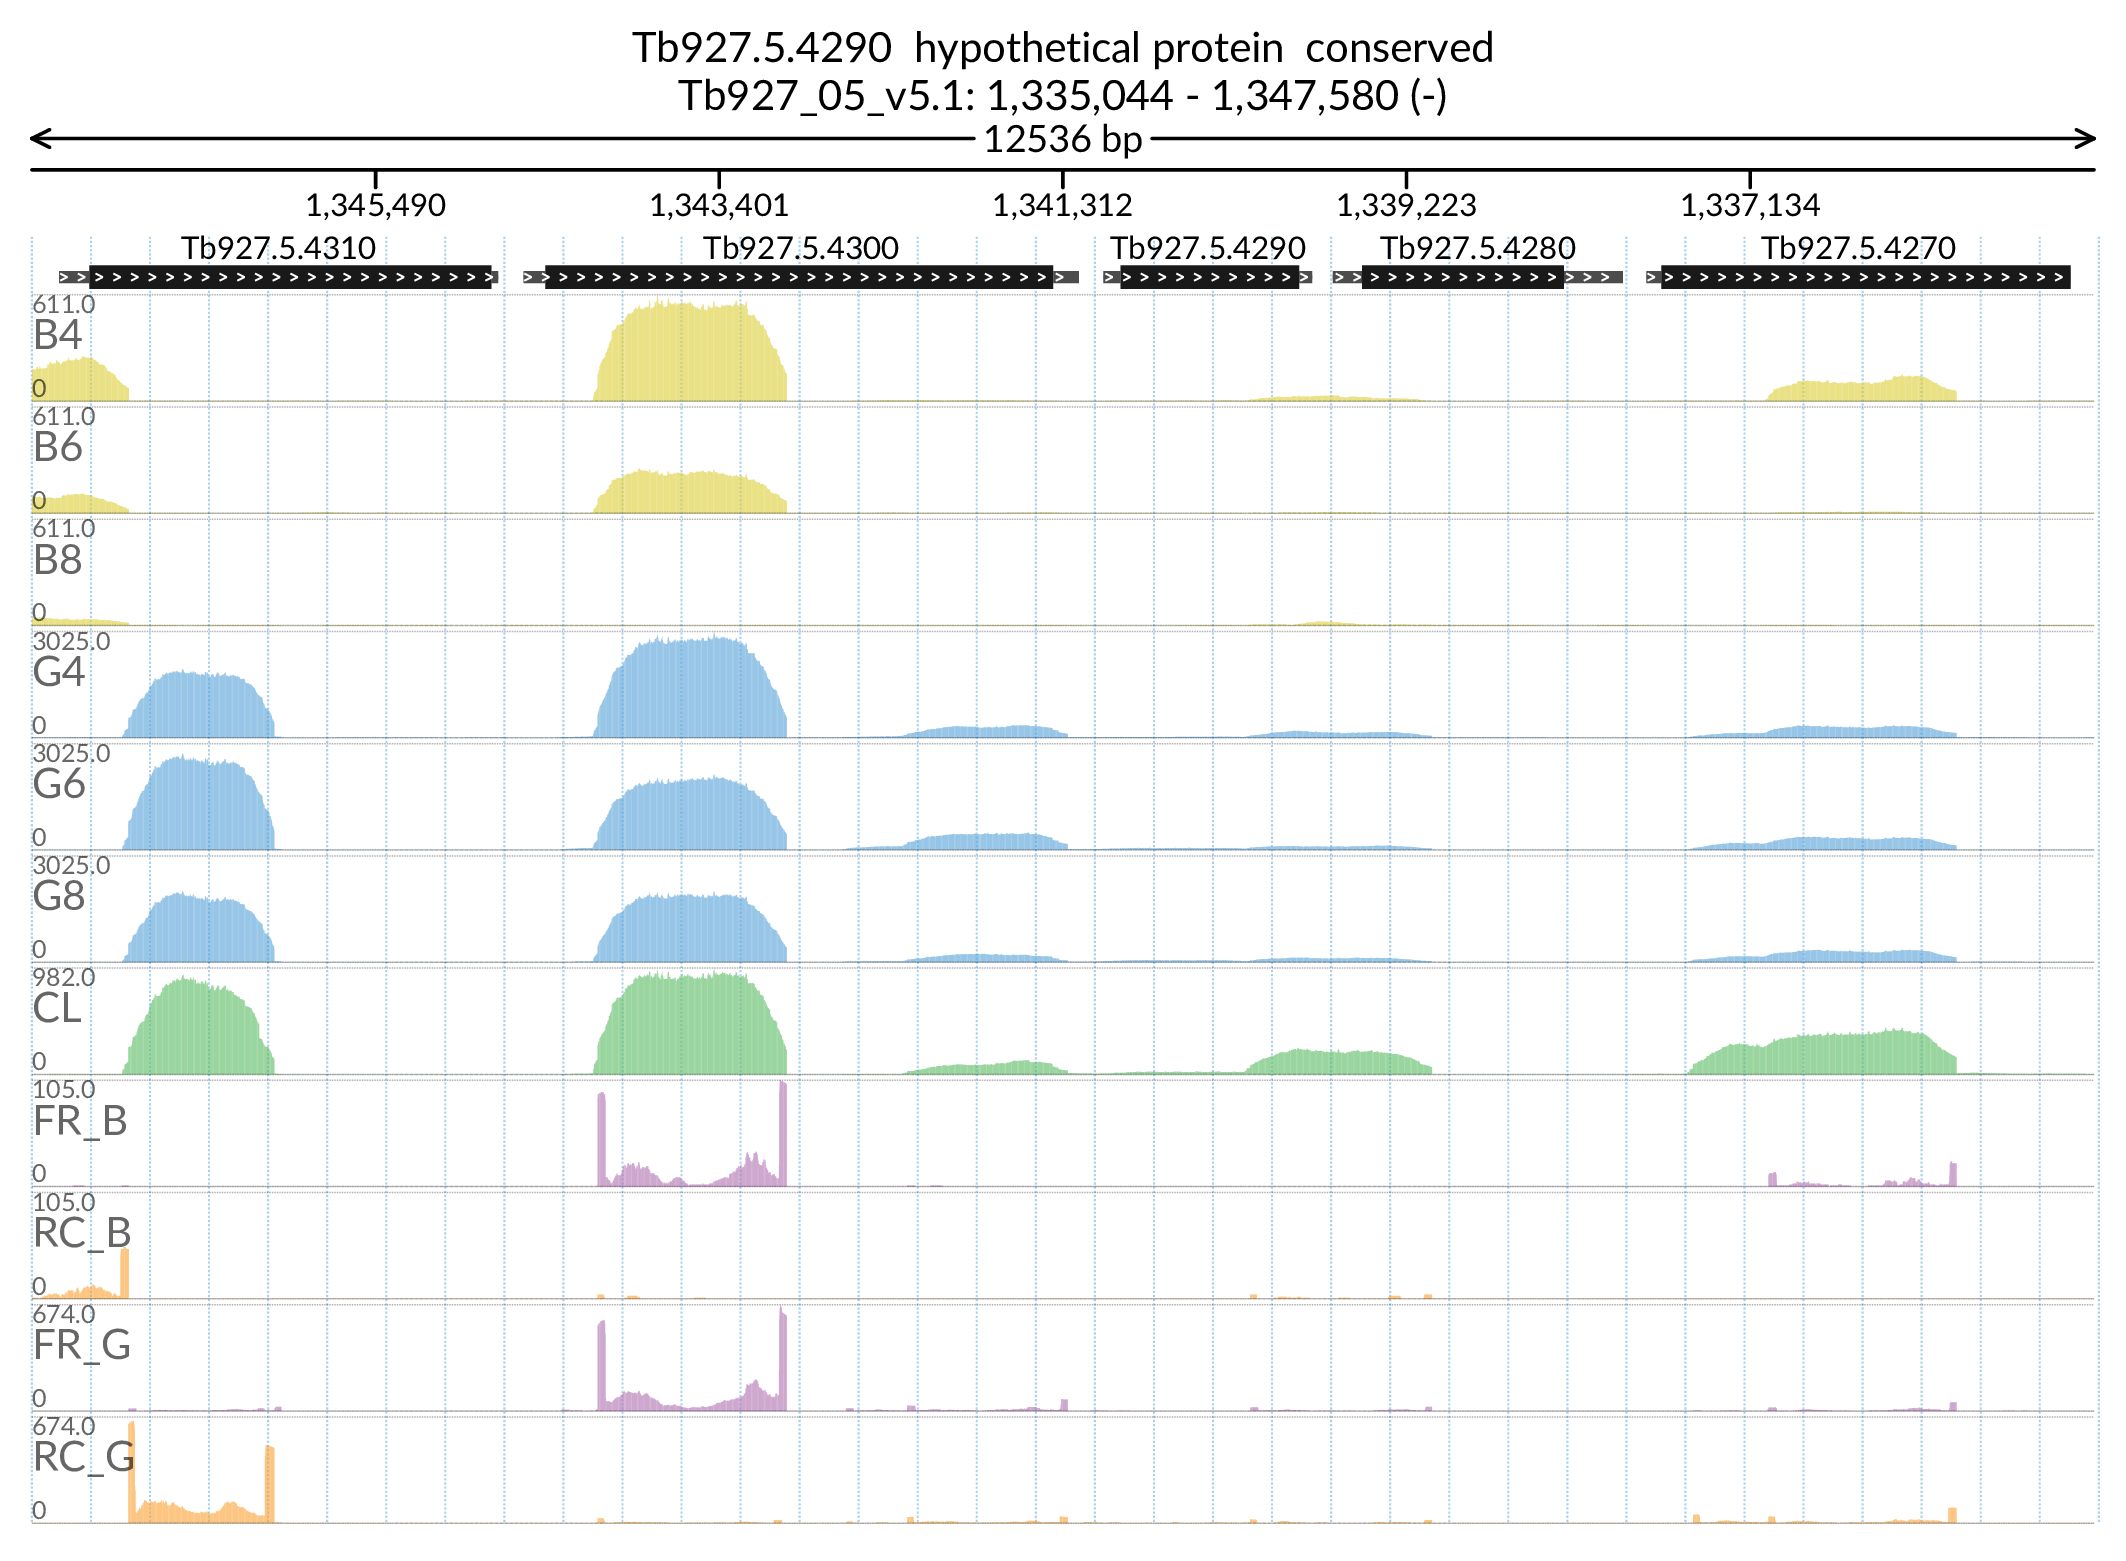 Tb927.5.4290 hypothetical protein conserved
Tb927_05_v5.1: 1,335,044 - 1,347,580 (-)
12536 bp
1,345,490 1,343,401 1,341,312 1,339,223 1,337,134
Tb927.5.4310 Tb927.5.4300 Tb927.5.4290 Tb927.5.4280 Tb927.5.4270
611.0
B4
0
611.0
B6
0
611.0
B8
0
3025.0
G4
0
3025.0
G6
0
3025.0
G8
0
982.0
CL
0
105.0
FR_B
0
105.0
RC_B
0
674.0
FR_G
0
674.0
RC_G
0